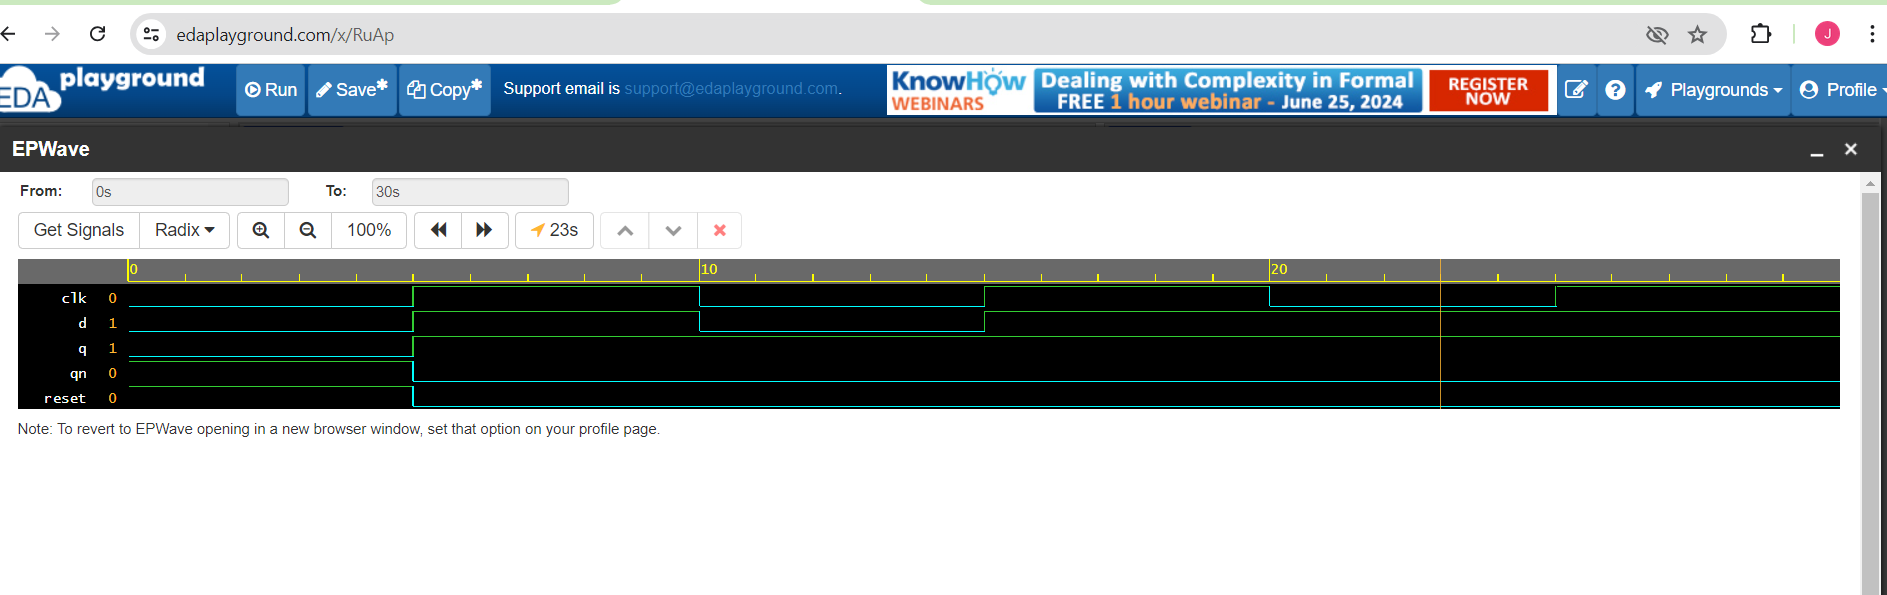 edaplayground.com/x/RuAp
J
EDA playground
Run
Save*
Copy*
Support email is support@edaplayground.com.
KnowHow WEBINARS
Dealing with Complexity in Formal
FREE 1 hour webinar - June 25, 2024
REGISTER NOW
Playgrounds
Profile
EPWave
From: 0s To: 30s
Get Signals Radix 100% 23s
0 10 20
clk 0
d 1
q 1
qn 0
reset 0
Note: To revert to EPWave opening in a new browser window, set that option on your profile page.